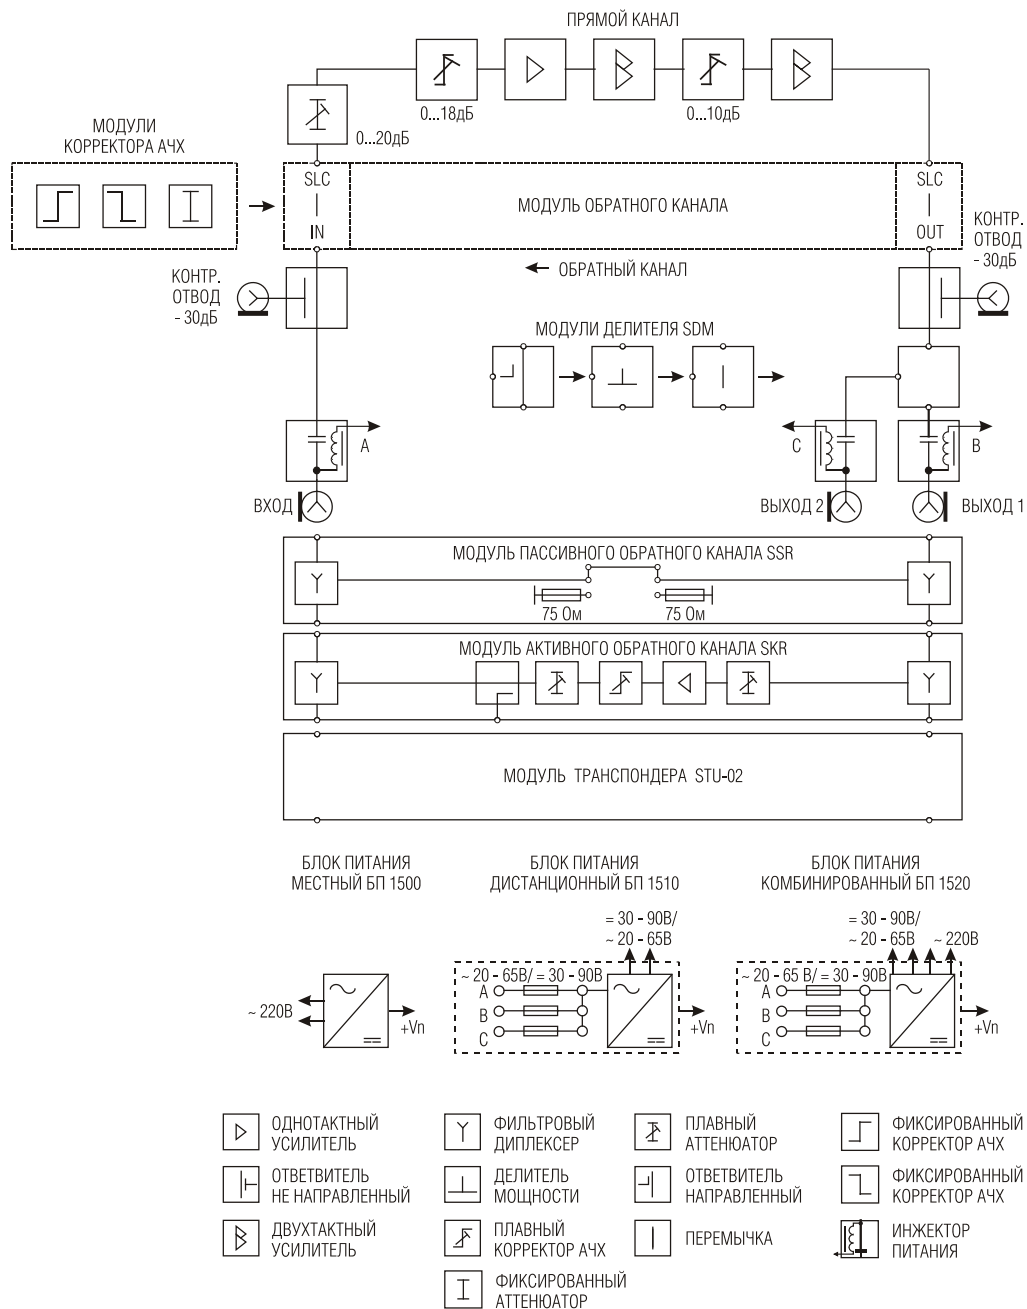 ПРЯМОЙ КАНАЛ
0...18дБ
0...10дБ
0...20дБ
МОДУЛИ
КОРРЕКТОРА АЧХ
SLC
IN
МОДУЛЬ ОБРАТНОГО КАНАЛА
SLC
OUT
КОНТР.
ОТВОД
- 30дБ
ОБРАТНЫЙ КАНАЛ
КОНТР.
ОТВОД
- 30дБ
МОДУЛИ ДЕЛИТЕЛЯ SDM
A
C
B
ВХОД
ВЫХОД 2
ВЫХОД 1
МОДУЛЬ ПАССИВНОГО ОБРАТНОГО КАНАЛА SSR
75 Ом
75 Ом
МОДУЛЬ АКТИВНОГО ОБРАТНОГО КАНАЛА SKR
МОДУЛЬ ТРАНСПОНДЕРА STU-02
БЛОК ПИТАНИЯ
МЕСТНЫЙ БП 1500
БЛОК ПИТАНИЯ
ДИСТАНЦИОННЫЙ БП 1510
БЛОК ПИТАНИЯ
КОМБИНИРОВАННЫЙ БП 1520
~ 220В
+Vn
= 30 - 90В/
~ 20 - 65В
~ 20 - 65В/ = 30 - 90В
A
B
C
+Vn
= 30 - 90В/
~ 20 - 65В
~ 220В
~ 20 - 65 В/ = 30 - 90В
A
B
C
+Vn
ОДНОТАКТНЫЙ
УСИЛИТЕЛЬ
ФИЛЬТРОВЫЙ
ДИПЛЕКСЕР
ПЛАВНЫЙ
АТТЕНЮАТОР
ФИКСИРОВАННЫЙ
КОРРЕКТОР АЧХ
ОТВЕТВИТЕЛЬ
НЕ НАПРАВЛЕННЫЙ
ДЕЛИТЕЛЬ
МОЩНОСТИ
ОТВЕТВИТЕЛЬ
НАПРАВЛЕННЫЙ
ФИКСИРОВАННЫЙ
КОРРЕКТОР АЧХ
ДВУХТАКТНЫЙ
УСИЛИТЕЛЬ
ПЛАВНЫЙ
КОРРЕКТОР АЧХ
ПЕРЕМЫЧКА
ИНЖЕКТОР
ПИТАНИЯ
ФИКСИРОВАННЫЙ
АТТЕНЮАТОР